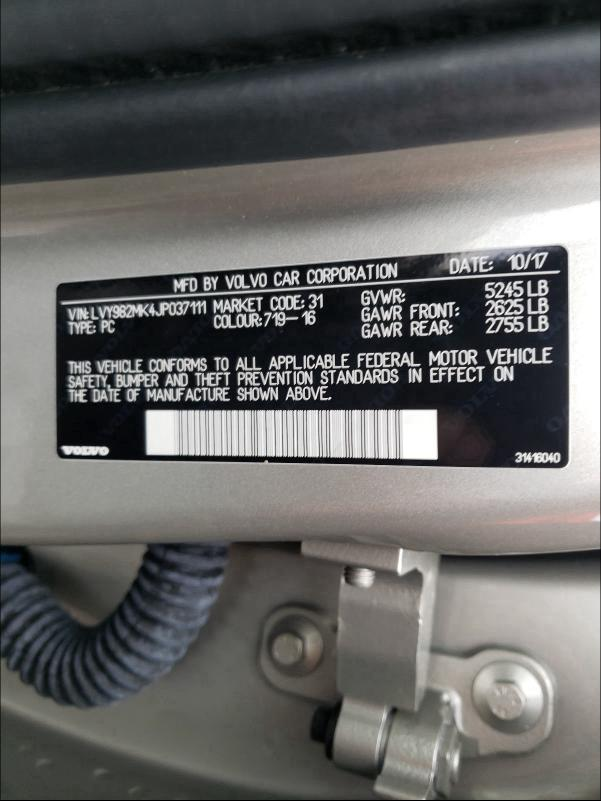 MFD BY VOLVO CAR CORPORATION DATE: 10/17
VIN:LVY982MK4JP037111 MARKET CODE: 31 GVWR: 5245 LB
TYPE: PC COLOUR:719-16 GAWR FRONT: 2625 LB
GAWR REAR: 2755 LB
THIS VEHICLE CONFORMS TO ALL APPLICABLE FEDERAL MOTOR VEHICLE
SAFETY, BUMPER AND THEFT PREVENTION STANDARDS IN EFFECT ON
THE DATE OF MANUFACTURE SHOWN ABOVE.
VOLVO 31416040